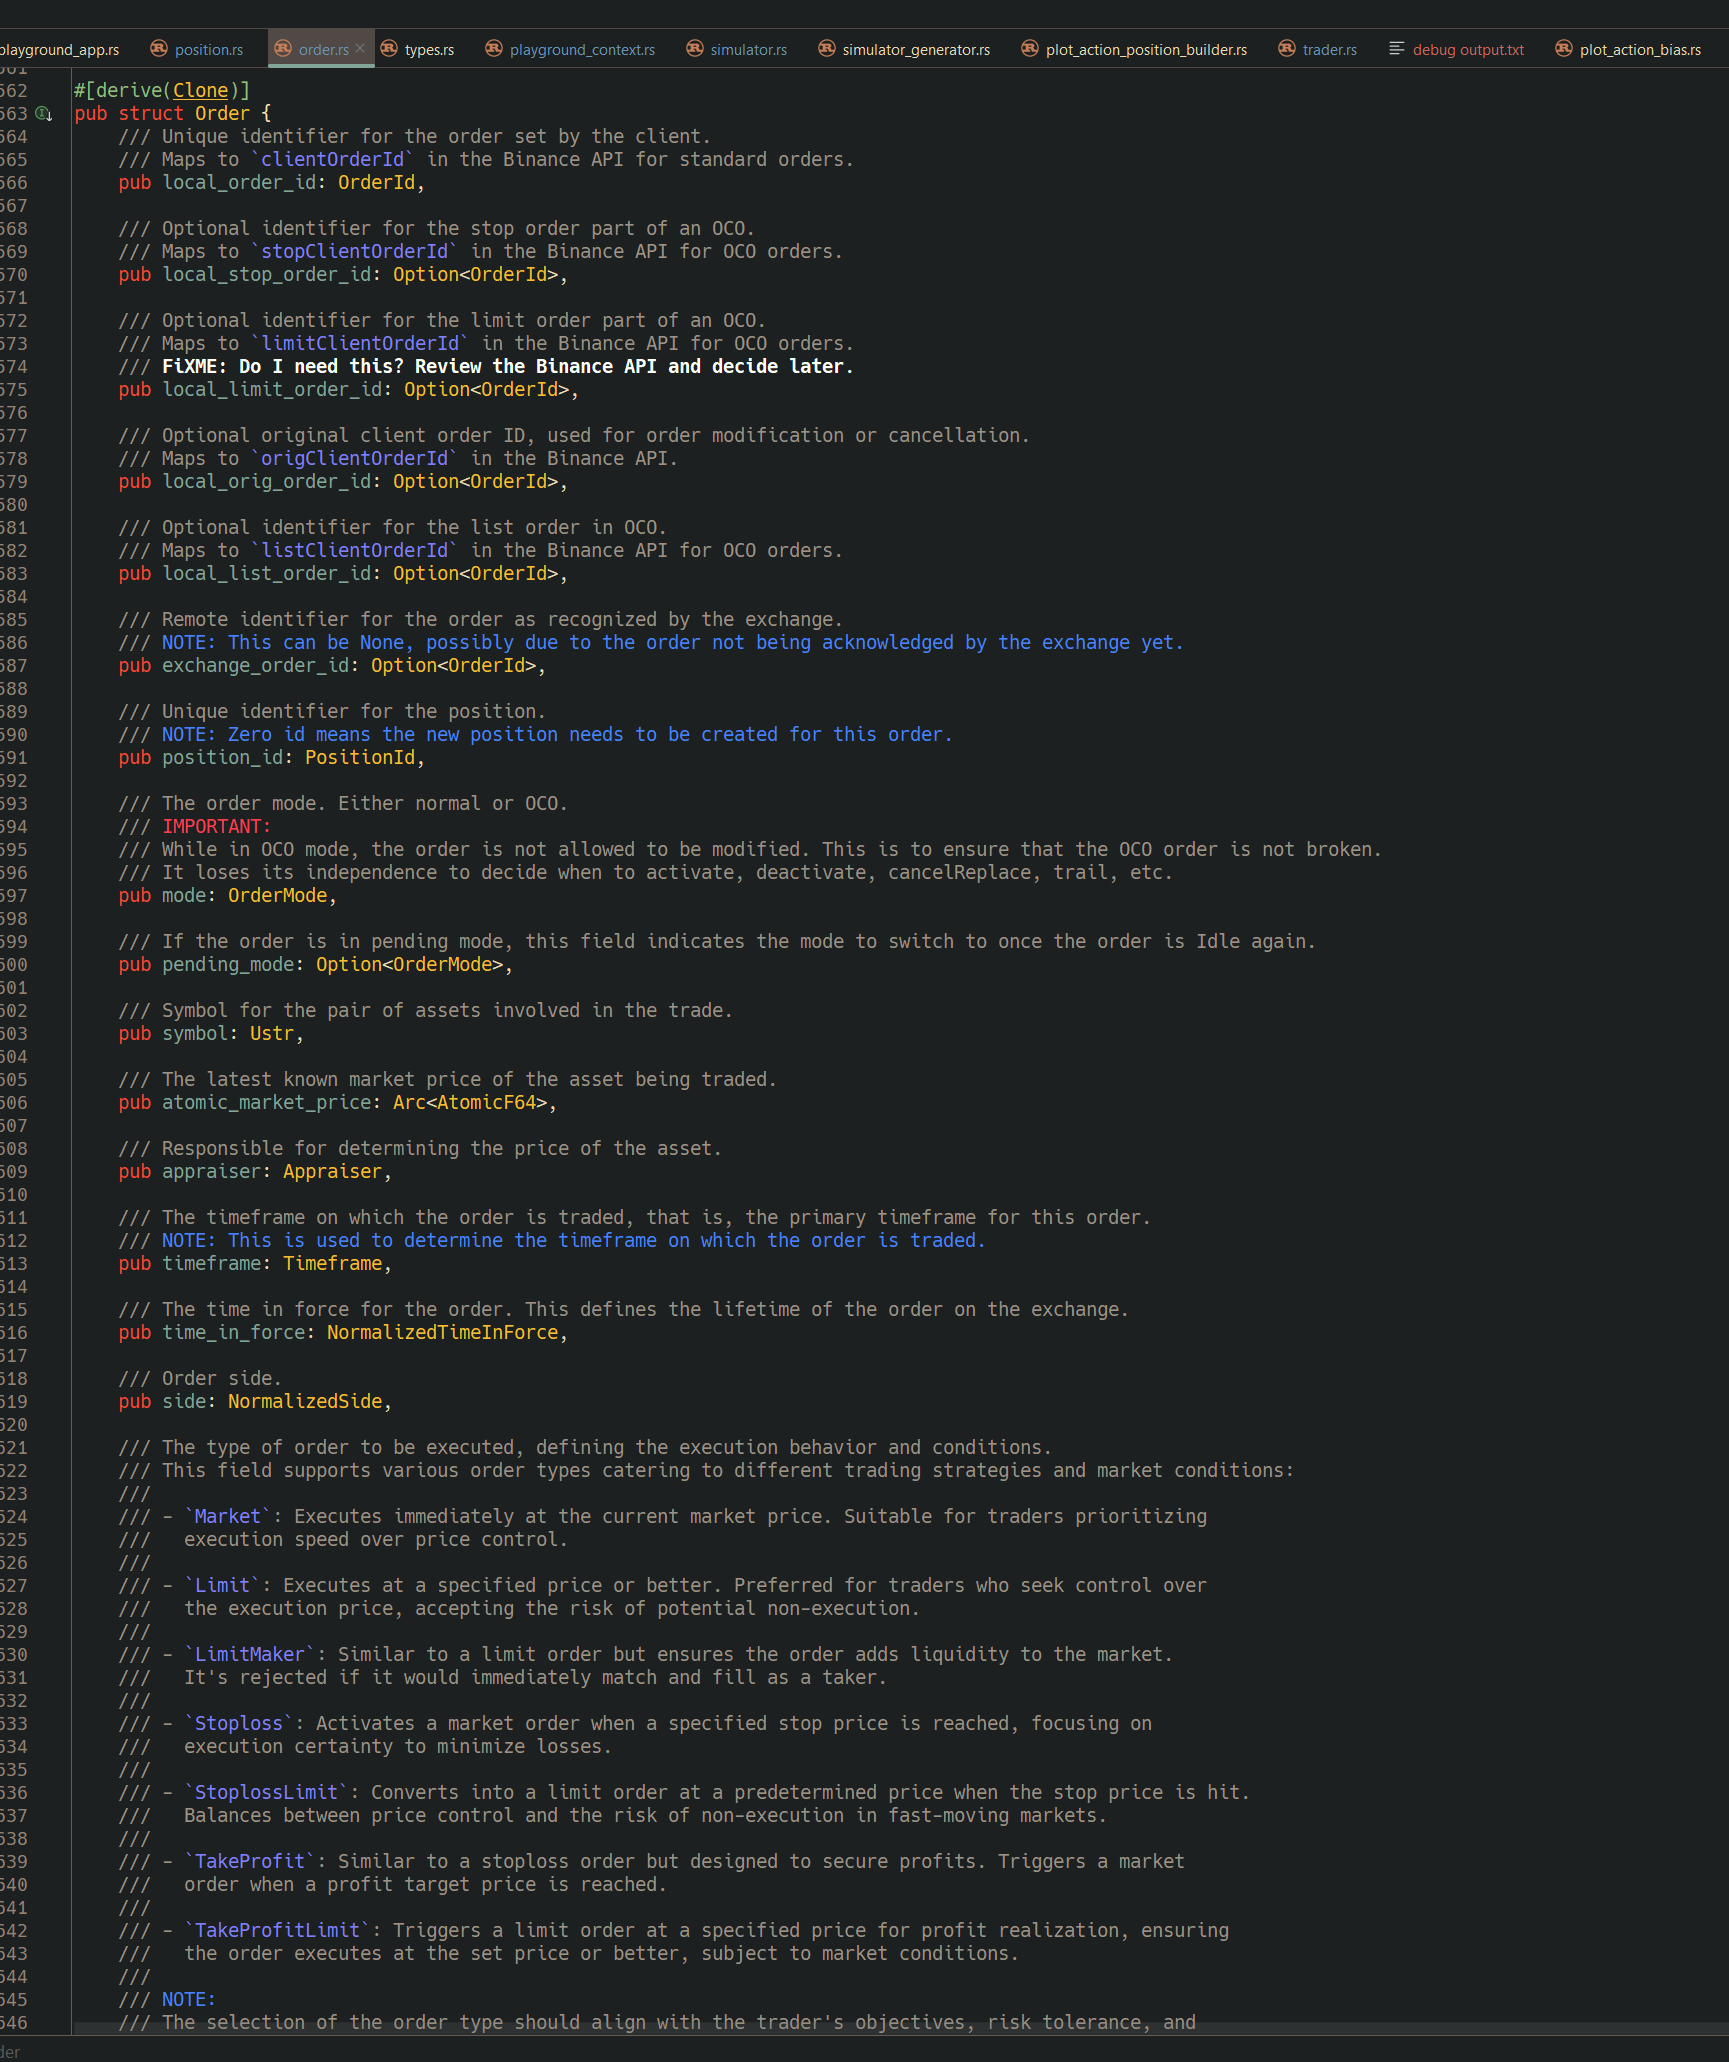 playground_app.rs position.rs order.rs × types.rs playground_context.rs simulator.rs simulator_generator.rs plot_action_position_builder.rs trader.rs debug output.txt plot_action_bias.rs
562 #[derive(Clone)]
563 pub struct Order {
564 /// Unique identifier for the order set by the client.
565 /// Maps to `clientOrderId` in the Binance API for standard orders.
566 pub local_order_id: OrderId,
567
568 /// Optional identifier for the stop order part of an OCO.
569 /// Maps to `stopClientOrderId` in the Binance API for OCO orders.
570 pub local_stop_order_id: Option<OrderId>,
571
572 /// Optional identifier for the limit order part of an OCO.
573 /// Maps to `limitClientOrderId` in the Binance API for OCO orders.
574 /// FiXME: Do I need this? Review the Binance API and decide later.
575 pub local_limit_order_id: Option<OrderId>,
576
577 /// Optional original client order ID, used for order modification or cancellation.
578 /// Maps to `origClientOrderId` in the Binance API.
579 pub local_orig_order_id: Option<OrderId>,
580
581 /// Optional identifier for the list order in OCO.
582 /// Maps to `listClientOrderId` in the Binance API for OCO orders.
583 pub local_list_order_id: Option<OrderId>,
584
585 /// Remote identifier for the order as recognized by the exchange.
586 /// NOTE: This can be None, possibly due to the order not being acknowledged by the exchange yet.
587 pub exchange_order_id: Option<OrderId>,
588
589 /// Unique identifier for the position.
590 /// NOTE: Zero id means the new position needs to be created for this order.
591 pub position_id: PositionId,
592
593 /// The order mode. Either normal or OCO.
594 /// IMPORTANT:
595 /// While in OCO mode, the order is not allowed to be modified. This is to ensure that the OCO order is not broken.
596 /// It loses its independence to decide when to activate, deactivate, cancelReplace, trail, etc.
597 pub mode: OrderMode,
598
599 /// If the order is in pending mode, this field indicates the mode to switch to once the order is Idle again.
600 pub pending_mode: Option<OrderMode>,
601
602 /// Symbol for the pair of assets involved in the trade.
603 pub symbol: Ustr,
604
605 /// The latest known market price of the asset being traded.
606 pub atomic_market_price: Arc<AtomicF64>,
607
608 /// Responsible for determining the price of the asset.
609 pub appraiser: Appraiser,
610
611 /// The timeframe on which the order is traded, that is, the primary timeframe for this order.
612 /// NOTE: This is used to determine the timeframe on which the order is traded.
613 pub timeframe: Timeframe,
614
615 /// The time in force for the order. This defines the lifetime of the order on the exchange.
616 pub time_in_force: NormalizedTimeInForce,
617
618 /// Order side.
619 pub side: NormalizedSide,
620
621 /// The type of order to be executed, defining the execution behavior and conditions.
622 /// This field supports various order types catering to different trading strategies and market conditions:
623 ///
624 /// - `Market`: Executes immediately at the current market price. Suitable for traders prioritizing
625 /// execution speed over price control.
626 ///
627 /// - `Limit`: Executes at a specified price or better. Preferred for traders who seek control over
628 /// the execution price, accepting the risk of potential non-execution.
629 ///
630 /// - `LimitMaker`: Similar to a limit order but ensures the order adds liquidity to the market.
631 /// It's rejected if it would immediately match and fill as a taker.
632 ///
633 /// - `Stoploss`: Activates a market order when a specified stop price is reached, focusing on
634 /// execution certainty to minimize losses.
635 ///
636 /// - `StoplossLimit`: Converts into a limit order at a predetermined price when the stop price is hit.
637 /// Balances between price control and the risk of non-execution in fast-moving markets.
638 ///
639 /// - `TakeProfit`: Similar to a stoploss order but designed to secure profits. Triggers a market
640 /// order when a profit target price is reached.
641 ///
642 /// - `TakeProfitLimit`: Triggers a limit order at a specified price for profit realization, ensuring
643 /// the order executes at the set price or better, subject to market conditions.
644 ///
645 /// NOTE:
646 /// The selection of the order type should align with the trader's objectives, risk tolerance, and